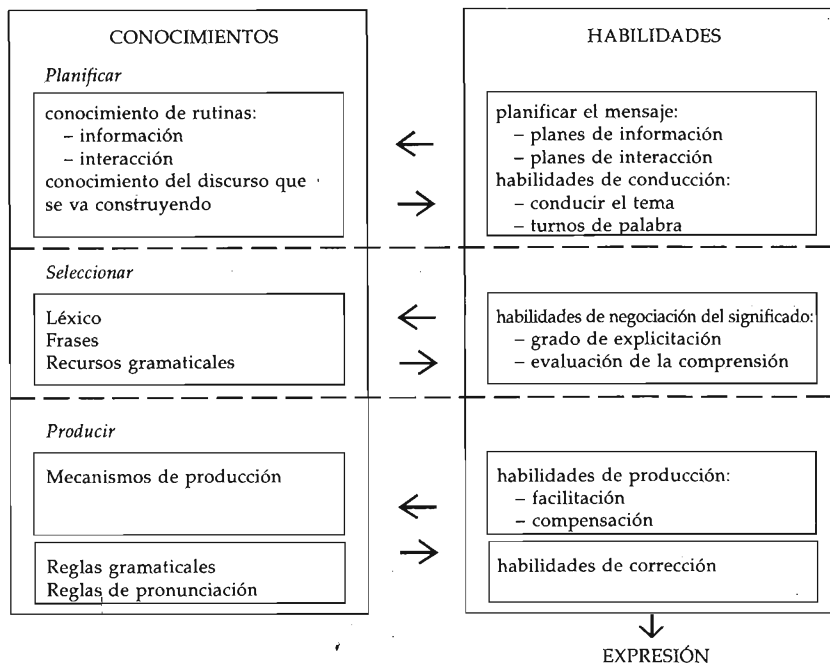 CONOCIMIENTOS
Planificar
conocimiento de rutinas:
– información
– interacción
conocimiento del discurso que
se va construyendo
Seleccionar
Léxico
Frases
Recursos gramaticales
Producir
Mecanismos de producción
Reglas gramaticales
Reglas de pronunciación
HABILIDADES
planificar el mensaje:
– planes de información
– planes de interacción
habilidades de conducción:
– conducir el tema
– turnos de palabra
habilidades de negociación del significado:
– grado de explicitación
– evaluación de la comprensión
habilidades de producción:
– facilitación
– compensación
habilidades de corrección
EXPRESIÓN